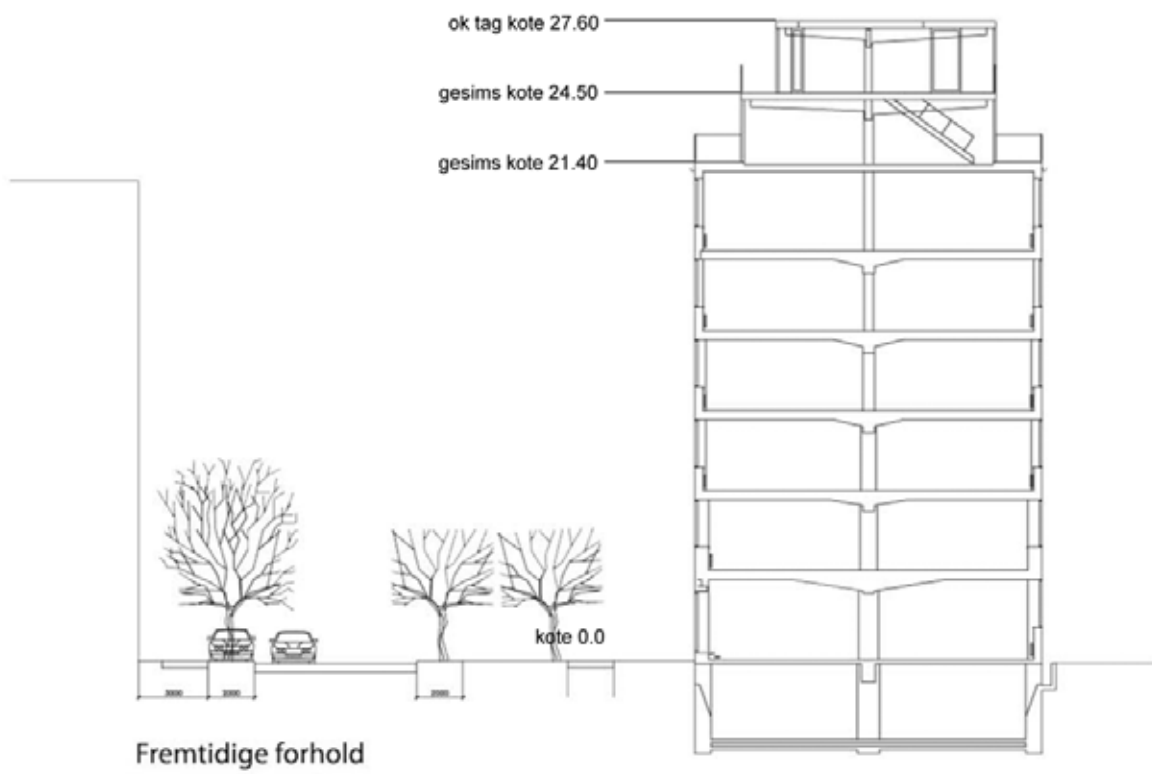 ok tag kote 27.60
gesims kote 24.50
gesims kote 21.40
kote 0.0
3000 2000 2000
Fremtidige forhold